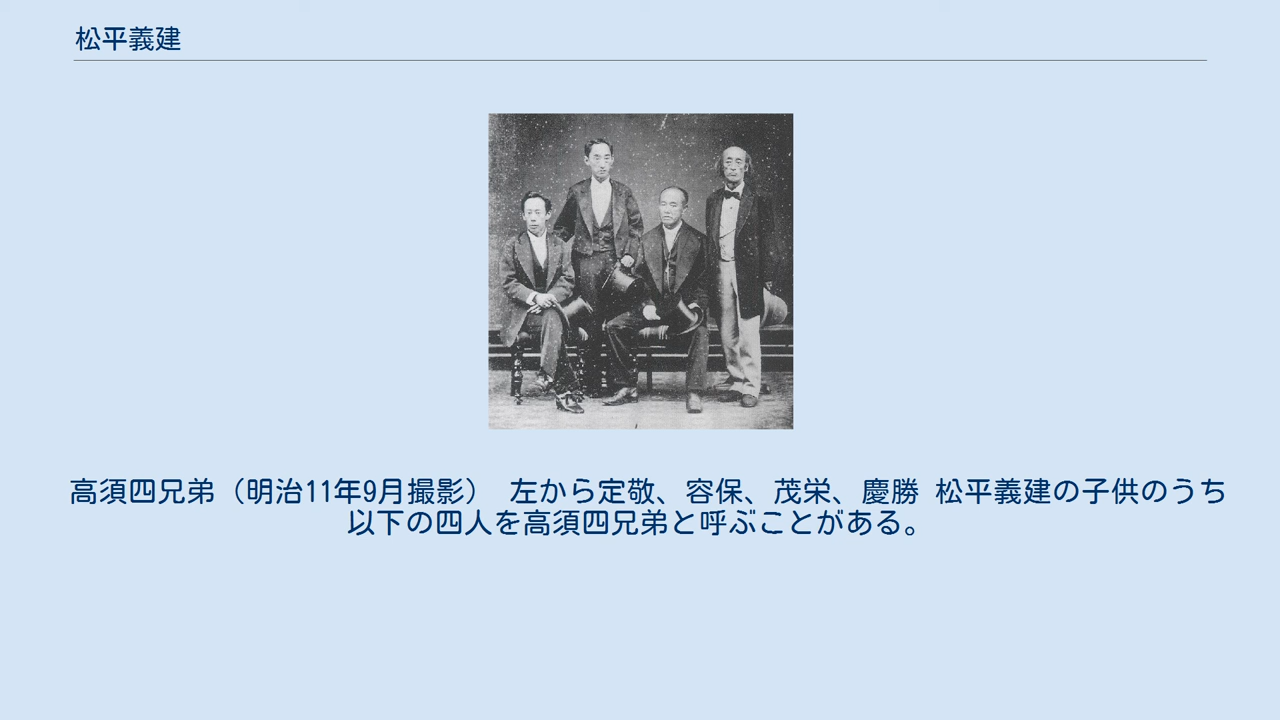 松平義建
高須四兄弟（明治11年9月撮影） 左から定敬、容保、茂栄、慶勝 松平義建の子供のうち
以下の四人を高須四兄弟と呼ぶことがある。